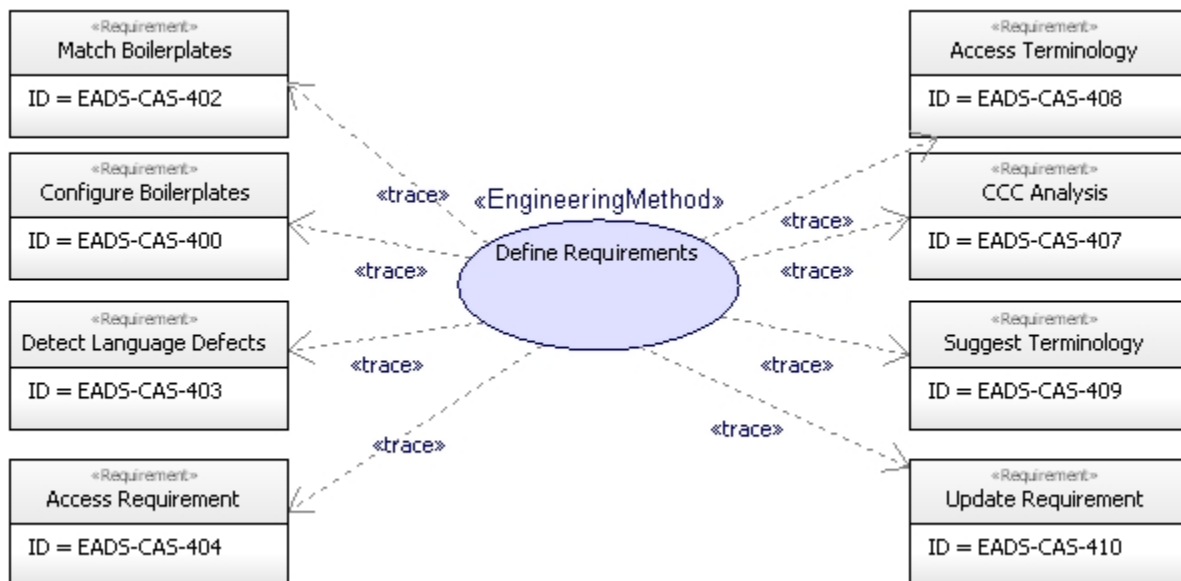 «Requirement»
Match Boilerplates
ID = EADS-CAS-402
«Requirement»
Configure Boilerplates
ID = EADS-CAS-400
«Requirement»
Detect Language Defects
ID = EADS-CAS-403
«Requirement»
Access Requirement
ID = EADS-CAS-404
«trace»
«trace»
«trace»
«trace»
«EngineeringMethod»
Define Requirements
«trace»
«trace»
«trace»
«trace»
«Requirement»
Access Terminology
ID = EADS-CAS-408
«Requirement»
CCC Analysis
ID = EADS-CAS-407
«Requirement»
Suggest Terminology
ID = EADS-CAS-409
«Requirement»
Update Requirement
ID = EADS-CAS-410